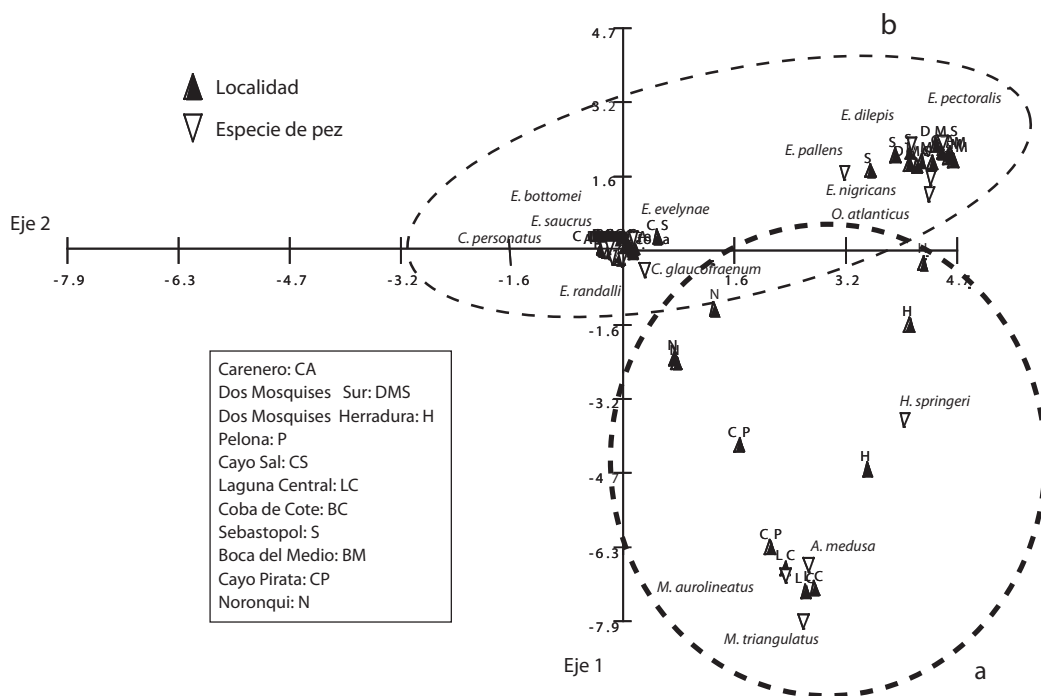 b
4.7
Localidad
3.2
E. pectoralis
Especie de pez
E. dilepis
D M S
S
S
E. pallens
S
1.6
E. nigricans
E. bottomei
E. evelynae
O. atlanticus
Eje 2
E. saucrus
C S
C. personatus
-7.9
-6.3
-4.7
-3.2
-1.6
C. glaucofraenum
1.6
3.2
E. randalli
N
H
-1.6
N
N
Carenero: CA
Dos Mosquises Sur: DMS
Dos Mosquises Herradura: H
Pelona: P
Cayo Sal: CS
Laguna Central: LC
Coba de Cote: BC
Sebastopol: S
Boca del Medio: BM
Cayo Pirata: CP
Noronqui: N
-3.2
H. springeri
C P
H
-4.7
C P
-6.3
A. medusa
L C
M. aurolineatus
L C
-7.9
M. triangulatus
Eje 1
a